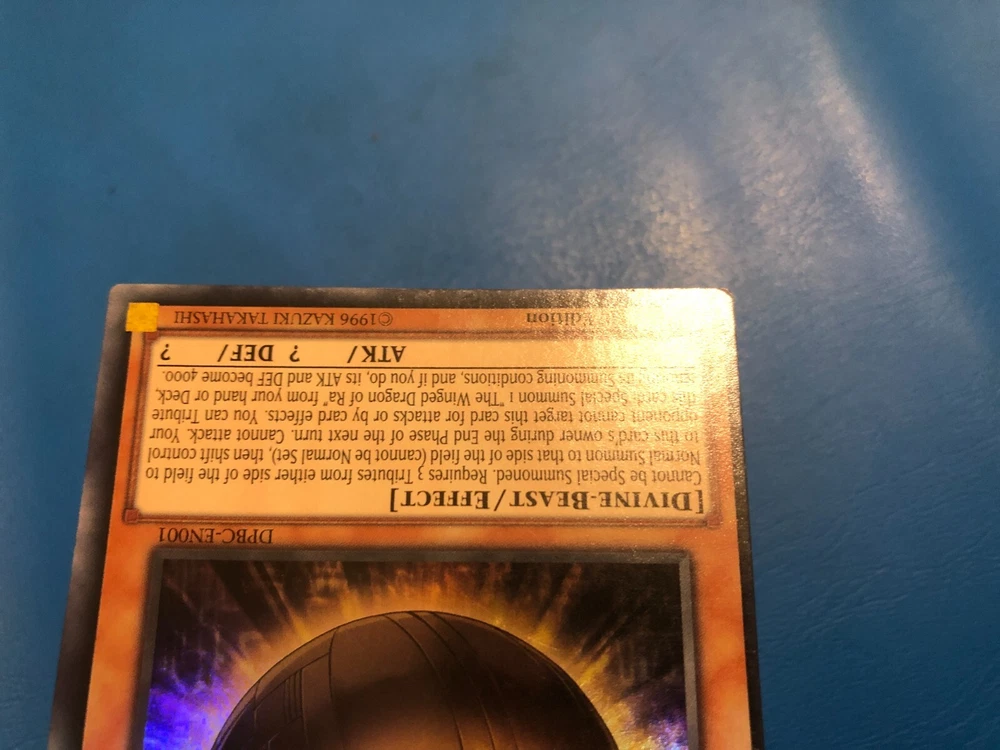 DPBC-EN001
[DIVINE-BEAST/EFFECT]
Cannot be Special Summoned. Requires 3 Tributes from either side of the field to
Normal Summon to that side of the field (cannot be Normal Set), then shift control
to this card's owner during the End Phase of the next turn. Cannot attack. Your
opponent cannot target this card for attacks or by card effects. You can Tribute
this card; Special Summon 1 "The Winged Dragon of Ra" from your hand or Deck,
its Summoning conditions, and if you do, its ATK and DEF become 4000.
ATK/ ? DEF/ ?
Edition ©1996 KAZUKI TAKAHASHI